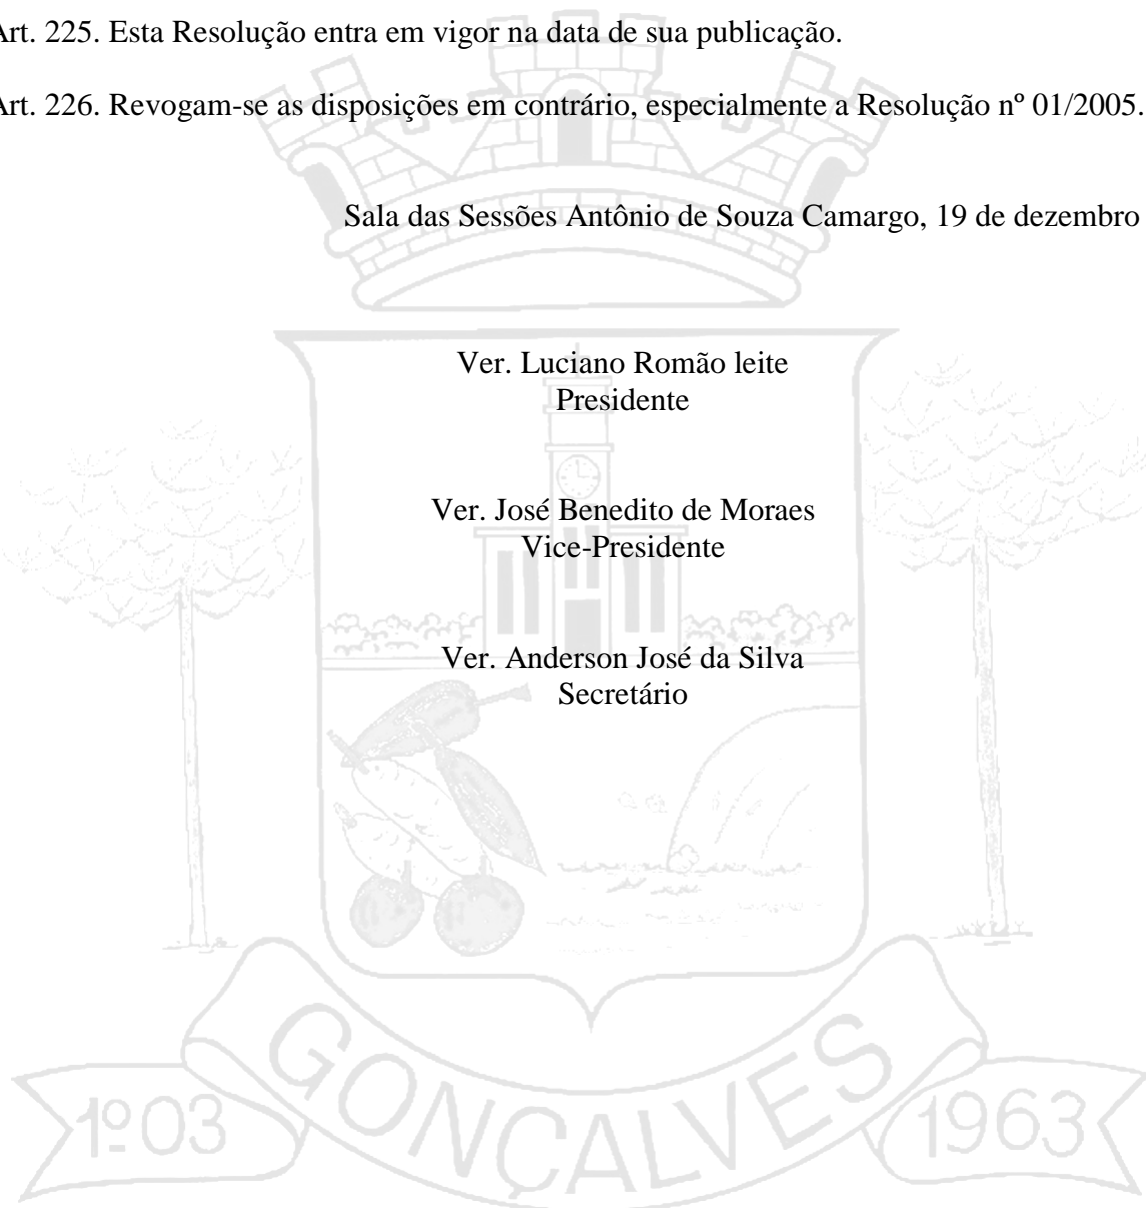 Art. 225. Esta Resolução entra em vigor na data de sua publicação.
Art. 226. Revogam-se as disposições em contrário, especialmente a Resolução nº 01/2005.
Sala das Sessões Antônio de Souza Camargo, 19 de dezembro
Ver. Luciano Romão leite
Presidente
Ver. José Benedito de Moraes
Vice-Presidente
Ver. Anderson José da Silva
Secretário
GONÇALVES
1º 03
1963